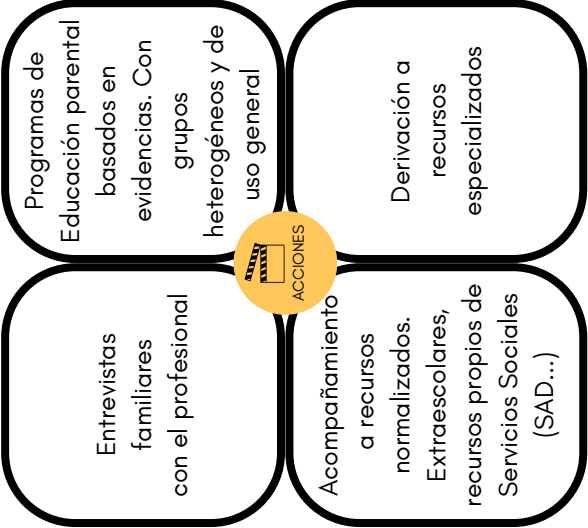 Entrevistas
familiares
con el profesional
Programas de
Educación parental
basados en
evidencias. Con
grupos
heterogéneos y de
uso general
ACCIONES
Acompañamiento
a recursos
normalizados.
Extraescolares,
recursos propios de
Servicios Sociales
(SAD...)
Derivación a
recursos
especializados